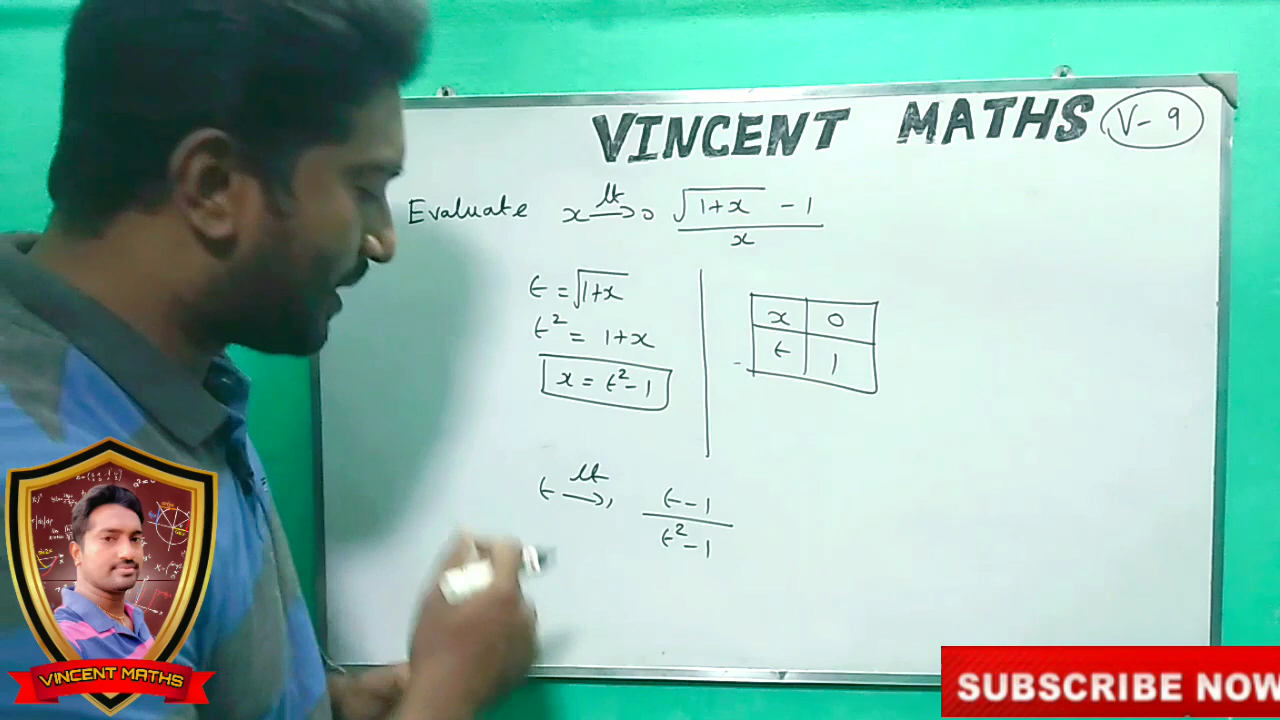 VINCENT MATHS V-9
Evaluate lt x→0 √(1+x) - 1 / x
t = √(1+x)
t² = 1+x
x = t²-1
x 0
t 1
lt t→1 t-1 / t²-1
VINCENT MATHS
SUBSCRIBE NOW